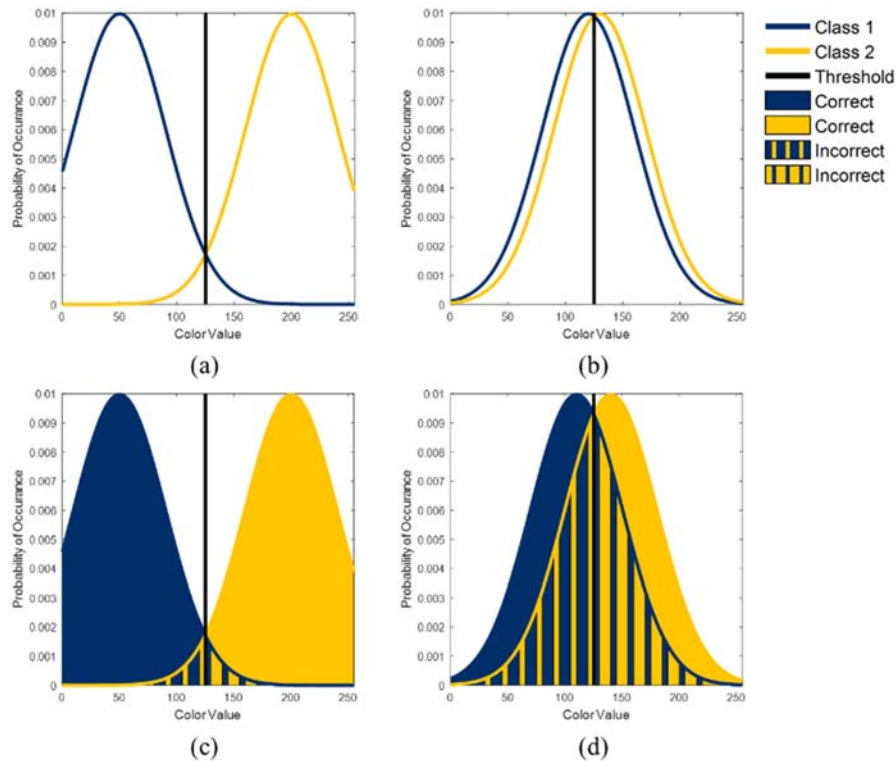 0.01
0.009
0.008
0.007
0.006
0.005
0.004
0.003
0.002
0.001
0
Probability of Occurance
0 50 100 150 200 250
Color Value
(a)
0.01
0.009
0.008
0.007
0.006
0.005
0.004
0.003
0.002
0.001
0
Probability of Occurance
0 50 100 150 200 250
Color Value
(b)
Class 1
Class 2
Threshold
Correct
Correct
Incorrect
Incorrect
0.01
0.009
0.008
0.007
0.006
0.005
0.004
0.003
0.002
0.001
0
Probability of Occurance
0 50 100 150 200 250
Color Value
(c)
0.01
0.009
0.008
0.007
0.006
0.005
0.004
0.003
0.002
0.001
0
Probability of Occurance
0 50 100 150 200 250
Color Value
(d)